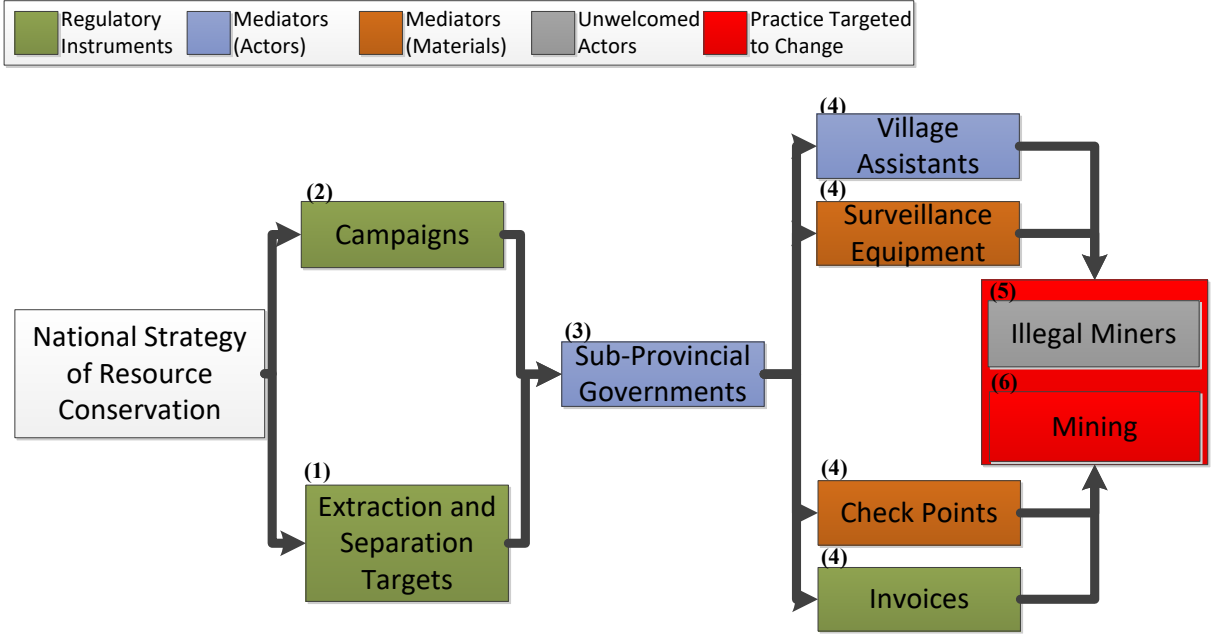 Regulatory
Instruments
Mediators
(Actors)
Mediators
(Materials)
Unwelcomed
Actors
Practice Targeted
to Change
National Strategy
of Resource
Conservation
(2)
Campaigns
(1)
Extraction and
Separation
Targets
(3)
Sub-Provincial
Governments
(4)
Village
Assistants
(4)
Surveillance
Equipment
(4)
Check Points
(4)
Invoices
(5)
Illegal Miners
(6)
Mining